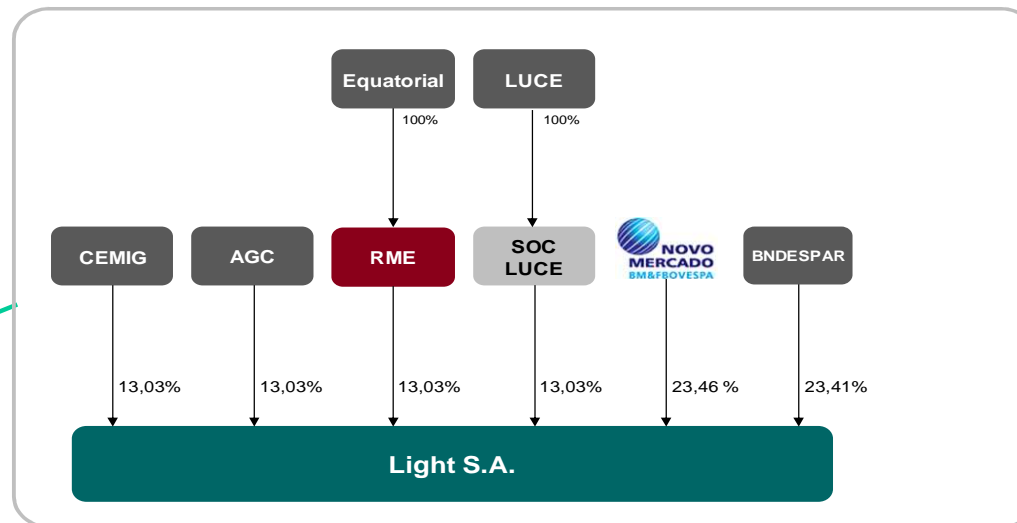 Equatorial
LUCE
100%
100%
CEMIG
AGC
RME
SOC
LUCE
NOVO
MERCADO
BM&FBOVESPA
BNDESPAR
13,03%
13,03%
13,03%
13,03%
23,46 %
23,41%
Light S.A.